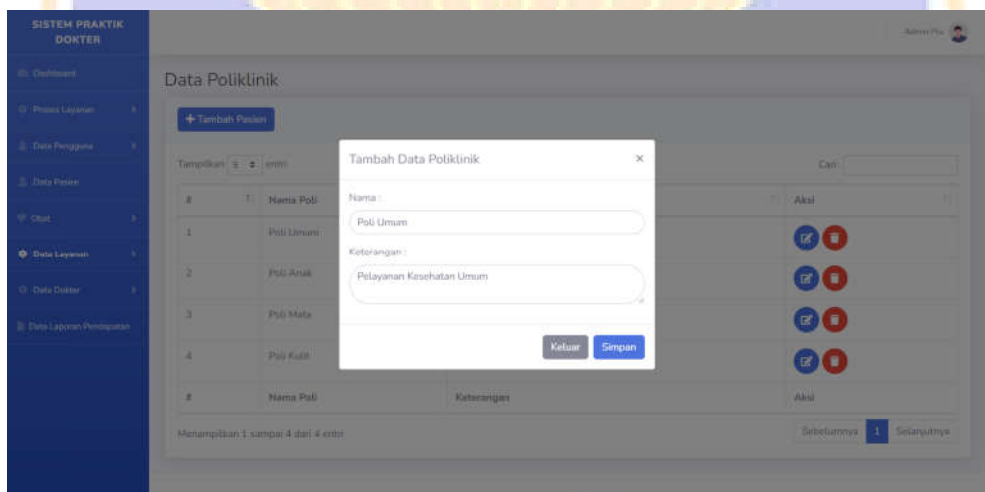 SISTEM PRAKTIK
DOKTER
Dashboard
Proses Layanan
Data Pengguna
Data Pasien
Obat
Data Layanan
Data Dokter
Data Laporan Pendapatan
Data Poliklinik
+ Tambah Pasien
Tampilkan 5 entri
Cari:
# Nama Poli Aksi
1 Poli Umum
2 Poli Anak
3 Poli Mata
4 Poli Kulit
# Nama Poli Keterangan Aksi
Menampilkan 1 sampai 4 dari 4 entri
Sebelumnya 1 Selanjutnya
Tambah Data Poliklinik ×
Nama :
Poli Umum
Keterangan :
Pelayanan Kesehatan Umum
Keluar Simpan